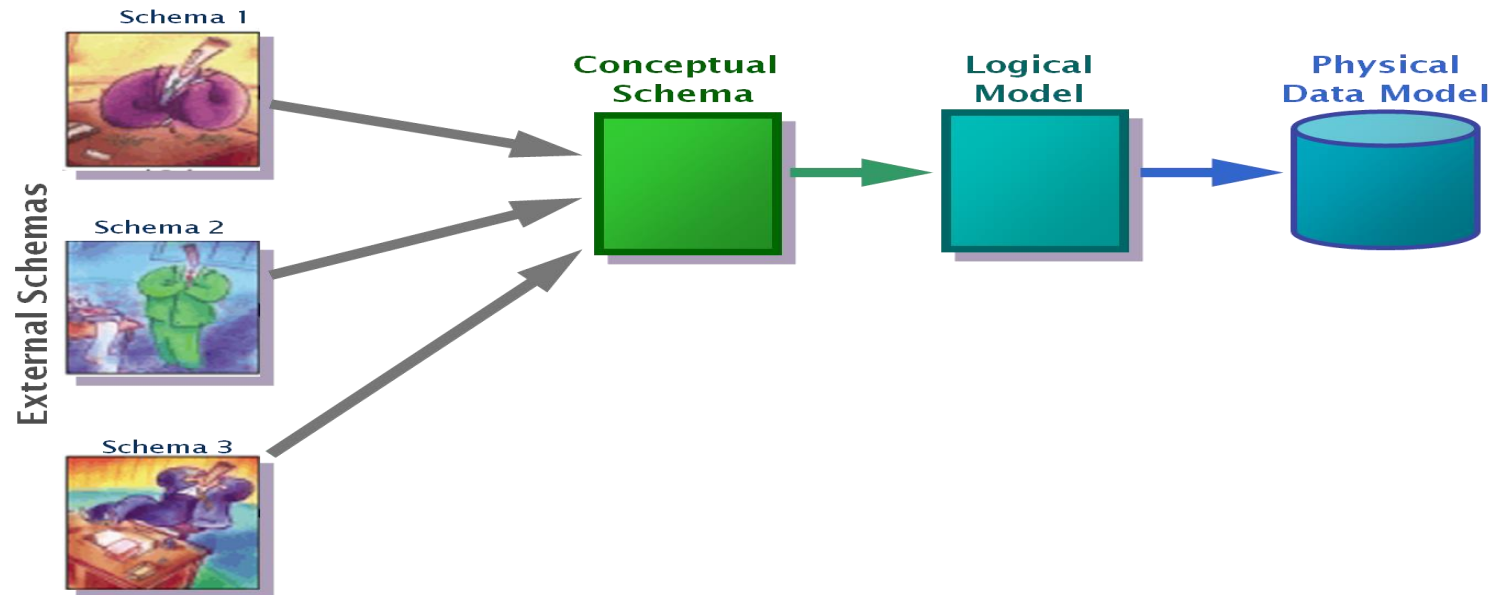 Schema 1
Conceptual
Schema
Logical
Model
Physical
Data Model
External Schemas
Schema 2
Schema 3